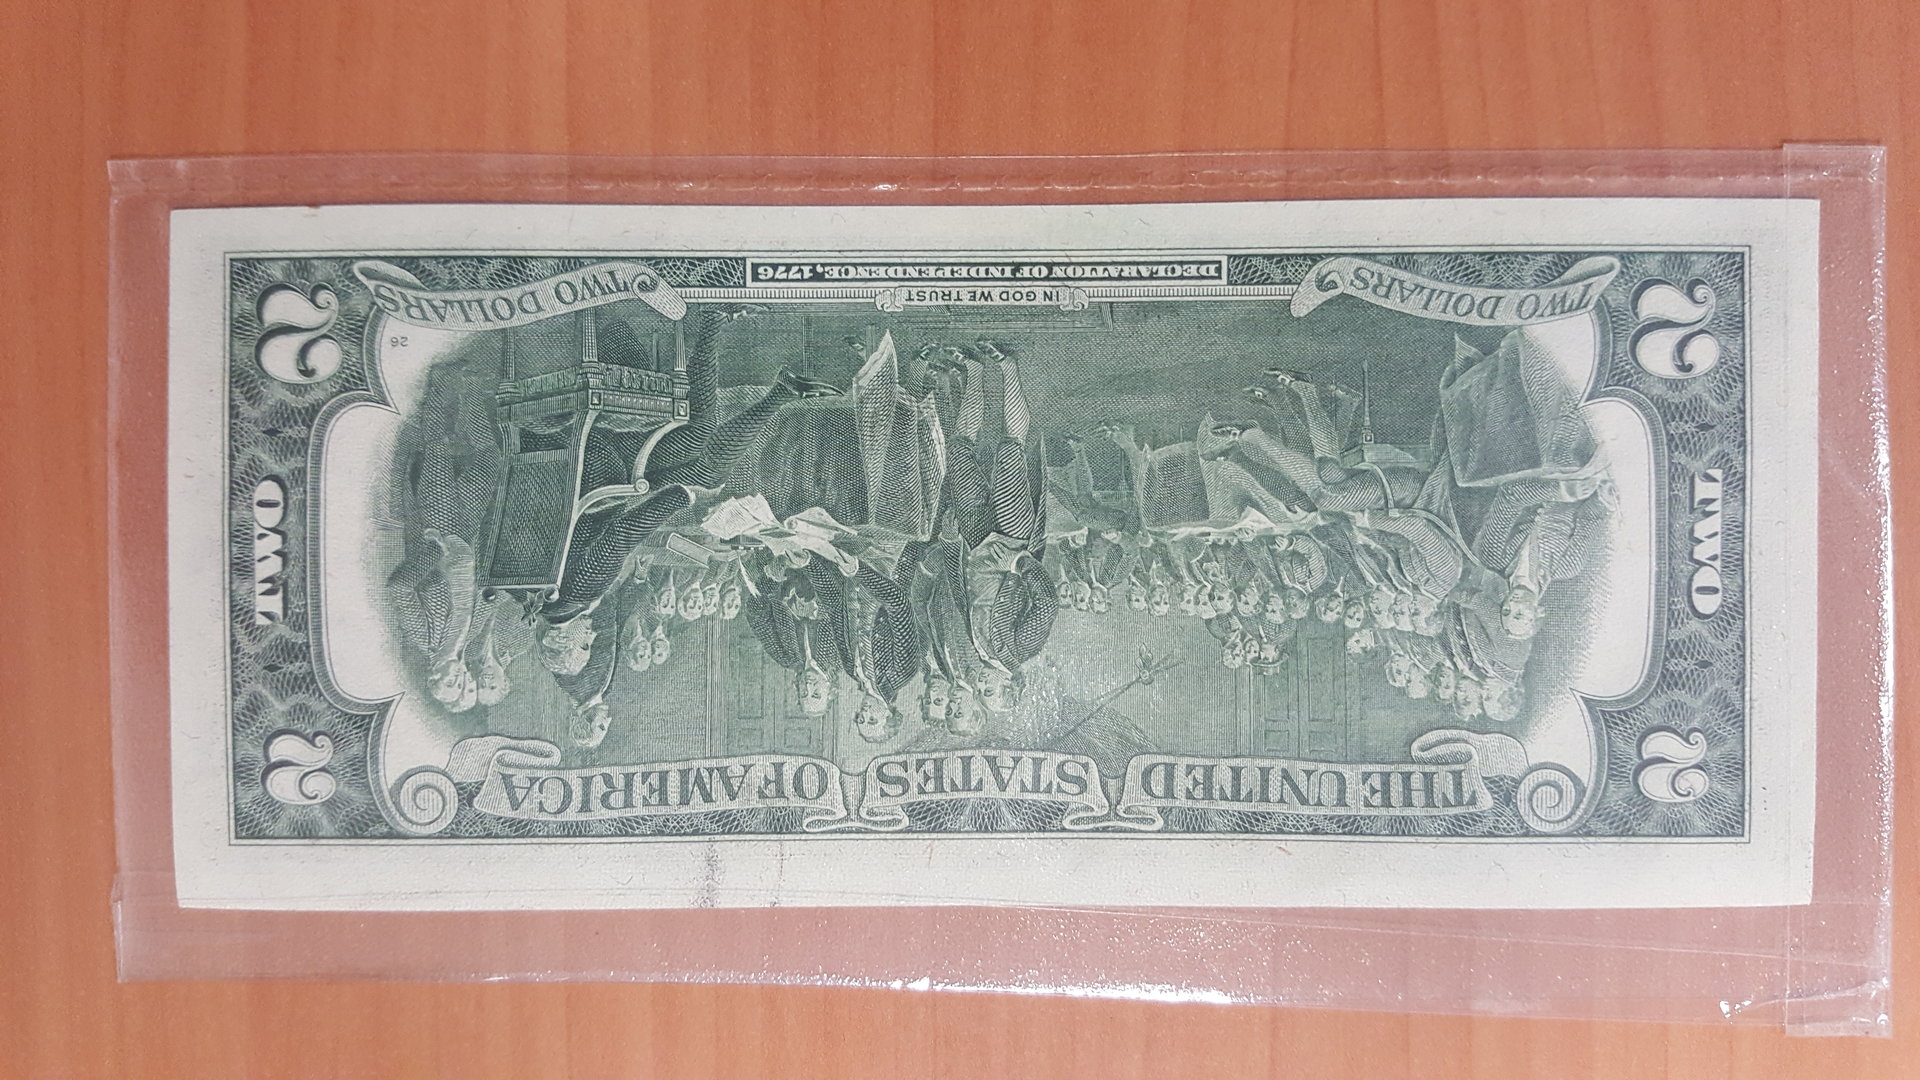 THE UNITED STATES OF AMERICA
2
2
TWO
TWO
26
2
TWO DOLLARS
IN GOD WE TRUST
TWO DOLLARS
2
DECLARATION OF INDEPENDENCE, 1776